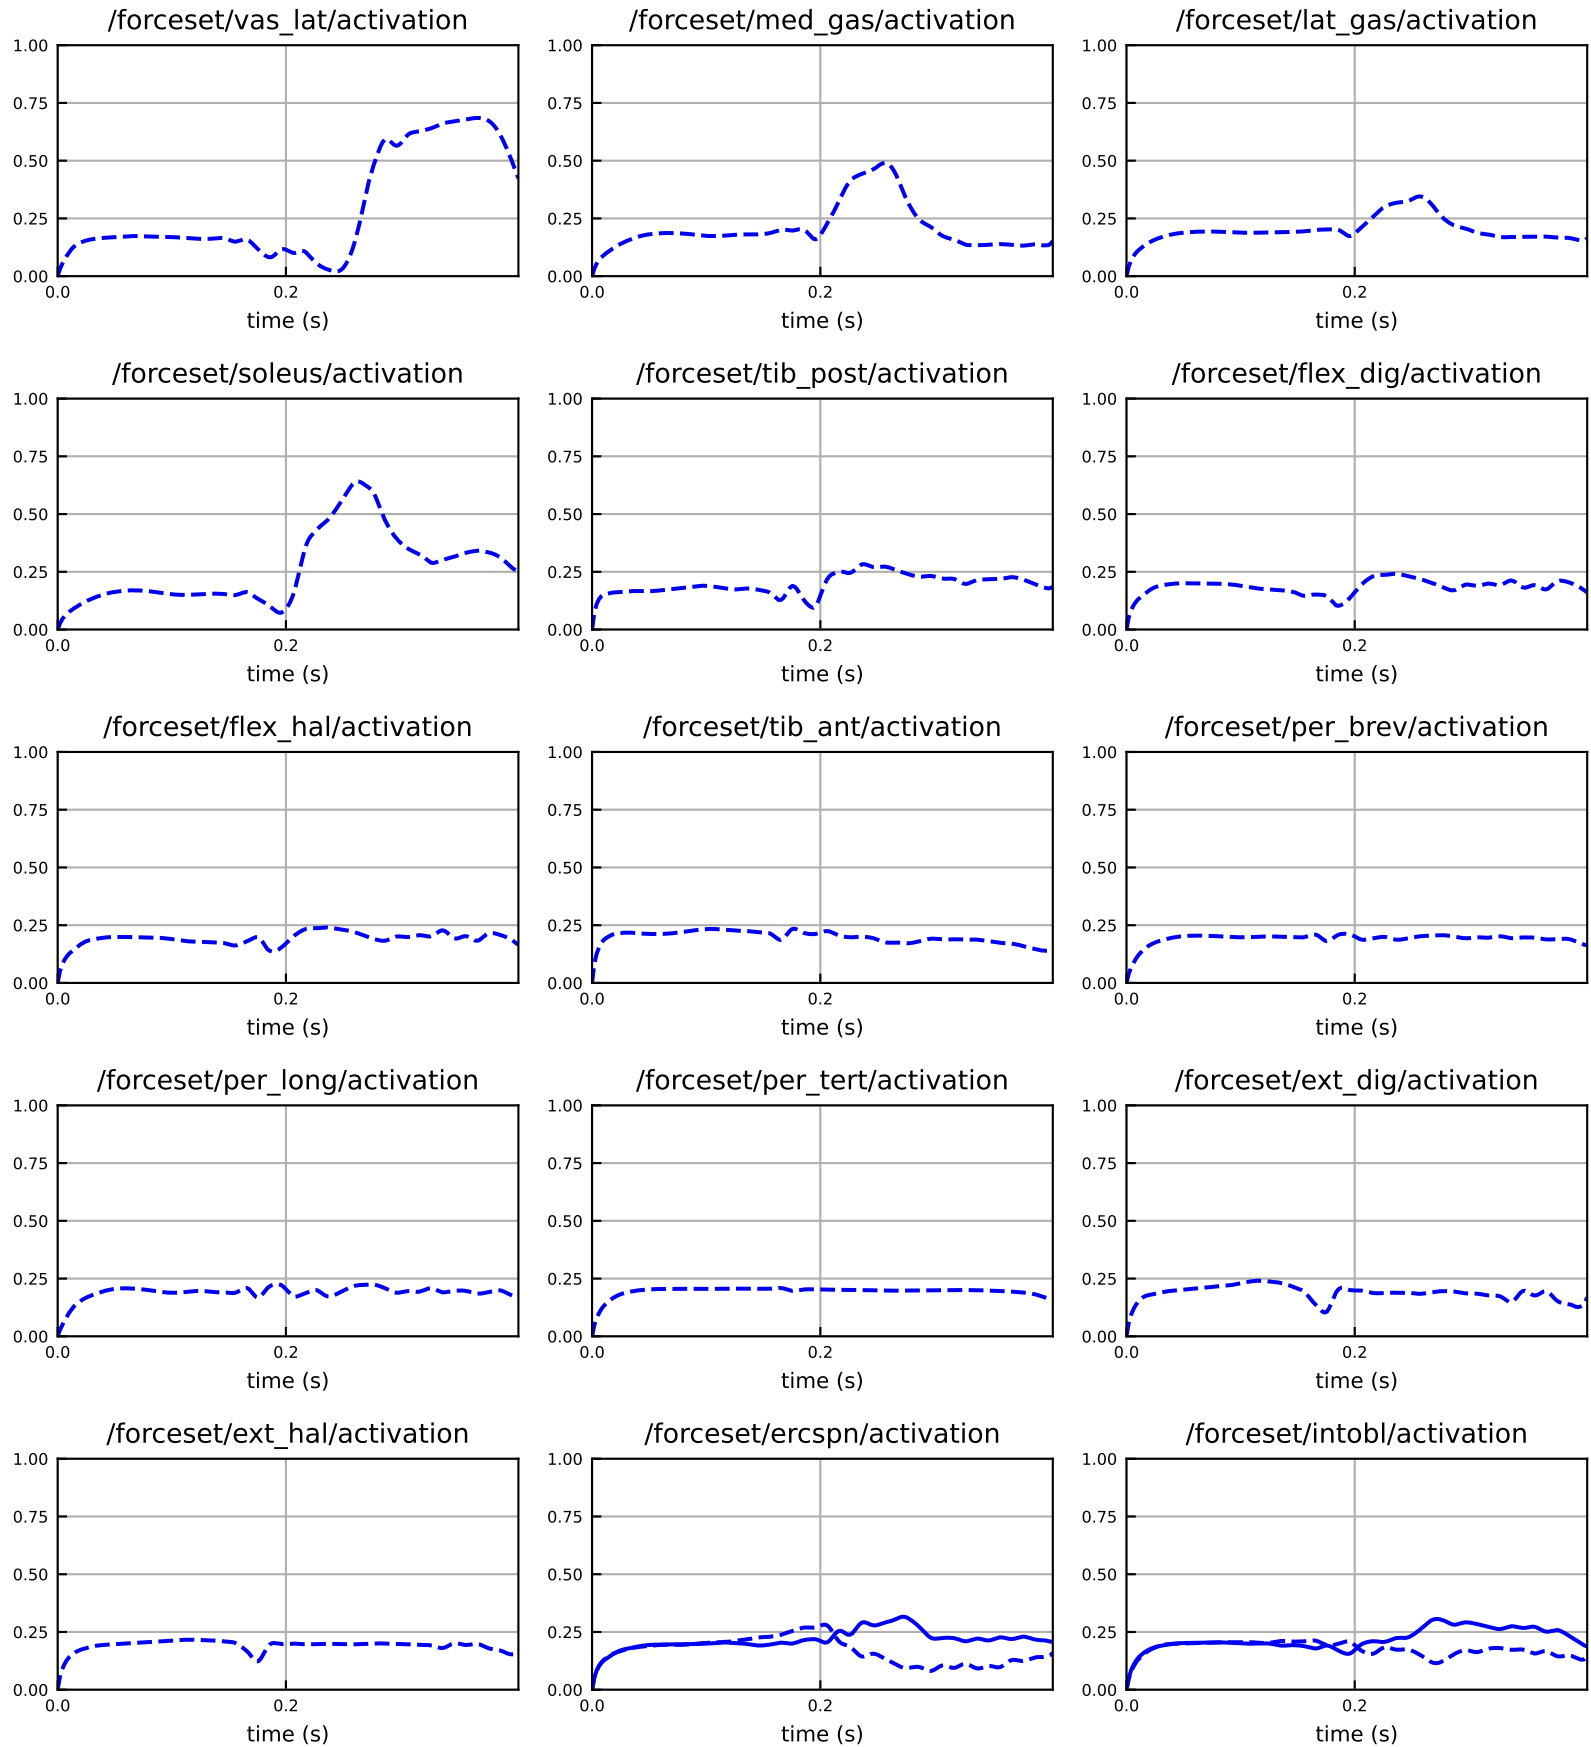 /forceset/vas_lat/activation /forceset/med_gas/activation /forceset/lat_gas/activation
1.00 1.00 1.00
0.75 0.75 0.75
0.50 0.50 0.50
0.25 0.25 0.25
0.00 0.00 0.00
0.0 0.2 0.0 0.2 0.0 0.2
time (s) time (s) time (s)
/forceset/soleus/activation /forceset/tib_post/activation /forceset/flex_dig/activation
1.00 1.00 1.00
0.75 0.75 0.75
0.50 0.50 0.50
0.25 0.25 0.25
0.00 0.00 0.00
0.0 0.2 0.0 0.2 0.0 0.2
time (s) time (s) time (s)
/forceset/flex_hal/activation /forceset/tib_ant/activation /forceset/per_brev/activation
1.00 1.00 1.00
0.75 0.75 0.75
0.50 0.50 0.50
0.25 0.25 0.25
0.00 0.00 0.00
0.0 0.2 0.0 0.2 0.0 0.2
time (s) time (s) time (s)
/forceset/per_long/activation /forceset/per_tert/activation /forceset/ext_dig/activation
1.00 1.00 1.00
0.75 0.75 0.75
0.50 0.50 0.50
0.25 0.25 0.25
0.00 0.00 0.00
0.0 0.2 0.0 0.2 0.0 0.2
time (s) time (s) time (s)
/forceset/ext_hal/activation /forceset/ercspn/activation /forceset/intobl/activation
1.00 1.00 1.00
0.75 0.75 0.75
0.50 0.50 0.50
0.25 0.25 0.25
0.00 0.00 0.00
0.0 0.2 0.0 0.2 0.0 0.2
time (s) time (s) time (s)